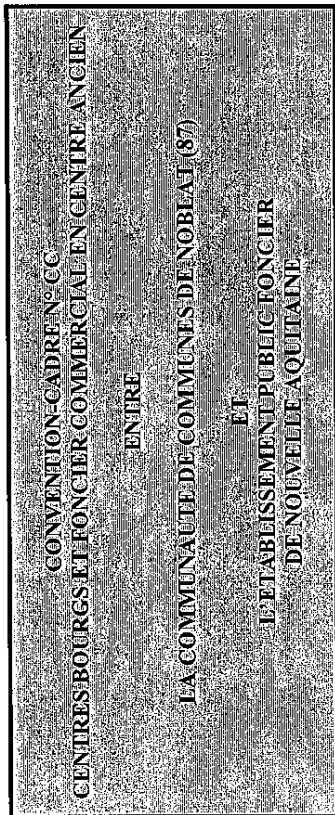 CONVENTION-CADRE N° CC
CENTRES BOURGS ET FONCIER COMMERCIAL EN CENTRE ANCIEN
ENTRE
LA COMMUNAUTE DE COMMUNES DE NOBLAT (87)
ET
L'ETABLISSEMENT PUBLIC FONCIER
DE NOUVELLE AQUITAINE